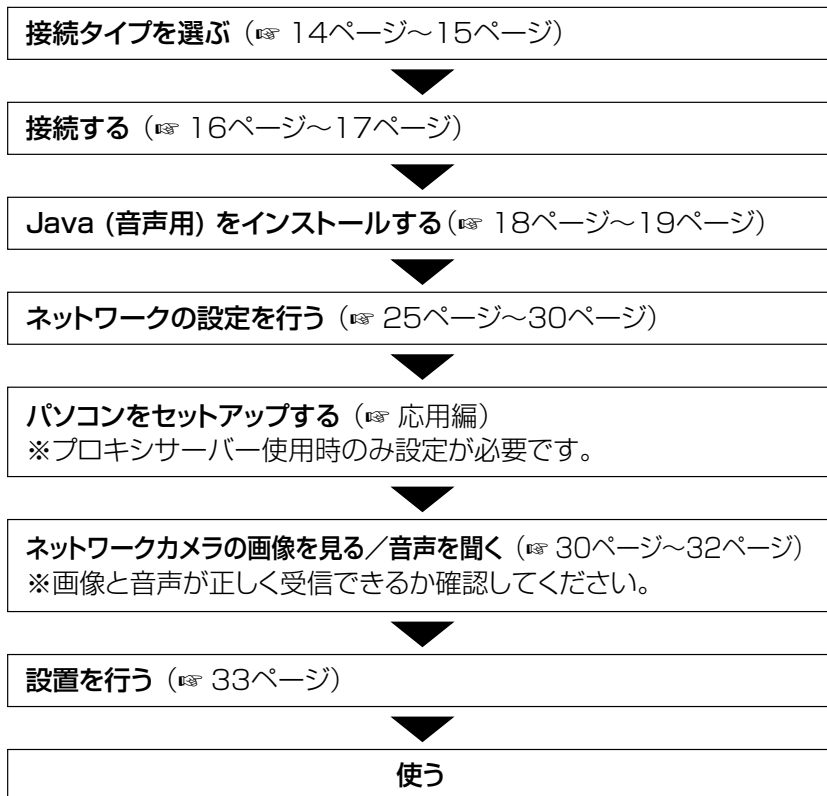 接続タイプを選ぶ（☞ 14ページ～15ページ）
接続する（☞ 16ページ～17ページ）
Java (音声用) をインストールする（☞ 18ページ～19ページ）
ネットワークの設定を行う（☞ 25ページ～30ページ）
パソコンをセットアップする（☞ 応用編）
※プロキシサーバー使用時のみ設定が必要です。
ネットワークカメラの画像を見る／音声を聞く（☞ 30ページ～32ページ）
※画像と音声が正しく受信できるか確認してください。
設置を行う（☞ 33ページ）
使う